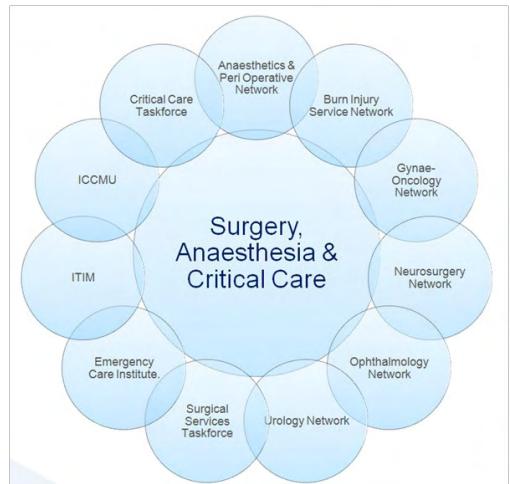 Surgery,
Anaesthesia &
Critical Care
Anaesthetics &
Peri Operative
Network
Burn Injury
Service Network
Gynae-
Oncology
Network
Neurosurgery
Network
Ophthalmology
Network
Urology Network
Surgical
Services
Taskforce
Emergency
Care Institute.
ITIM
ICCMU
Critical Care
Taskforce